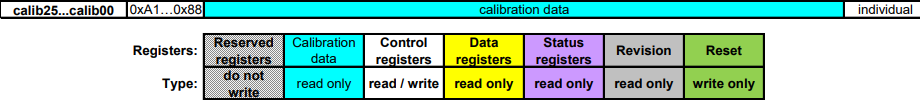 calib25...calib00 0xA1…0x88 calibration data individual
Registers: Reserved registers Calibration data Control registers Data registers Status registers Revision Reset
Type: do not write read only read / write read only read only read only write only